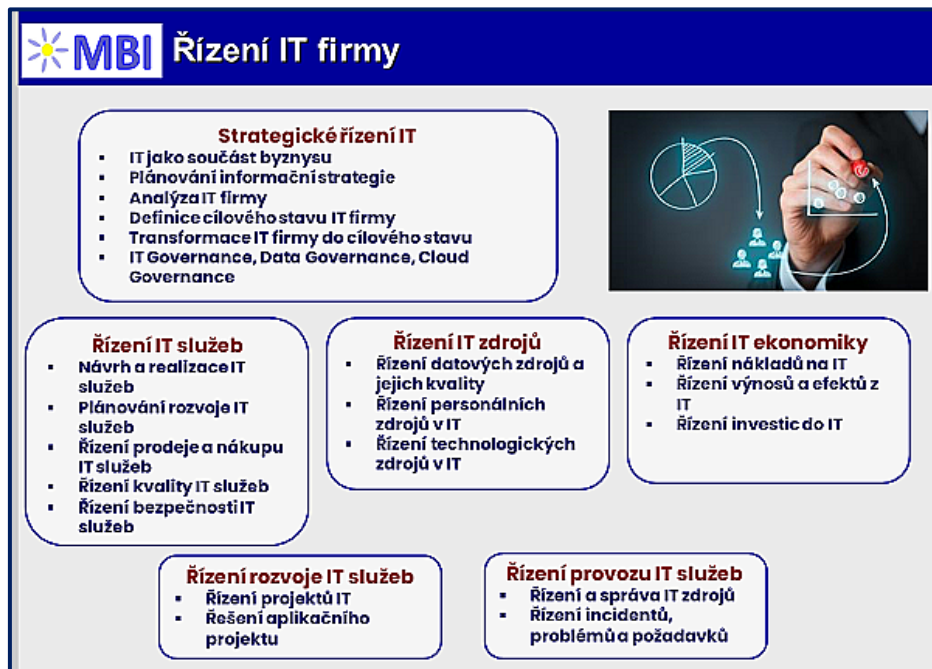 MBI Řízení IT firmy
Strategické řízení IT
▪ IT jako součást byznysu
▪ Plánování informační strategie
▪ Analýza IT firmy
▪ Definice cílového stavu IT firmy
▪ Transformace IT firmy do cílového stavu
▪ IT Governance, Data Governance, Cloud
Governance
Řízení IT služeb
▪ Návrh a realizace IT
služeb
▪ Plánování rozvoje IT
služeb
▪ Řízení prodeje a nákupu
IT služeb
▪ Řízení kvality IT služeb
▪ Řízení bezpečnosti IT
služeb
Řízení IT zdrojů
▪ Řízení datových zdrojů a
jejich kvality
▪ Řízení personálních
zdrojů v IT
▪ Řízení technologických
zdrojů v IT
Řízení IT ekonomiky
▪ Řízení nákladů na IT
▪ Řízení výnosů a efektů z
IT
▪ Řízení investic do IT
Řízení rozvoje IT služeb
▪ Řízení projektů IT
▪ Řešení aplikačního
projektu
Řízení provozu IT služeb
▪ Řízení a správa IT zdrojů
▪ Řízení incidentů,
problémů a požadavků